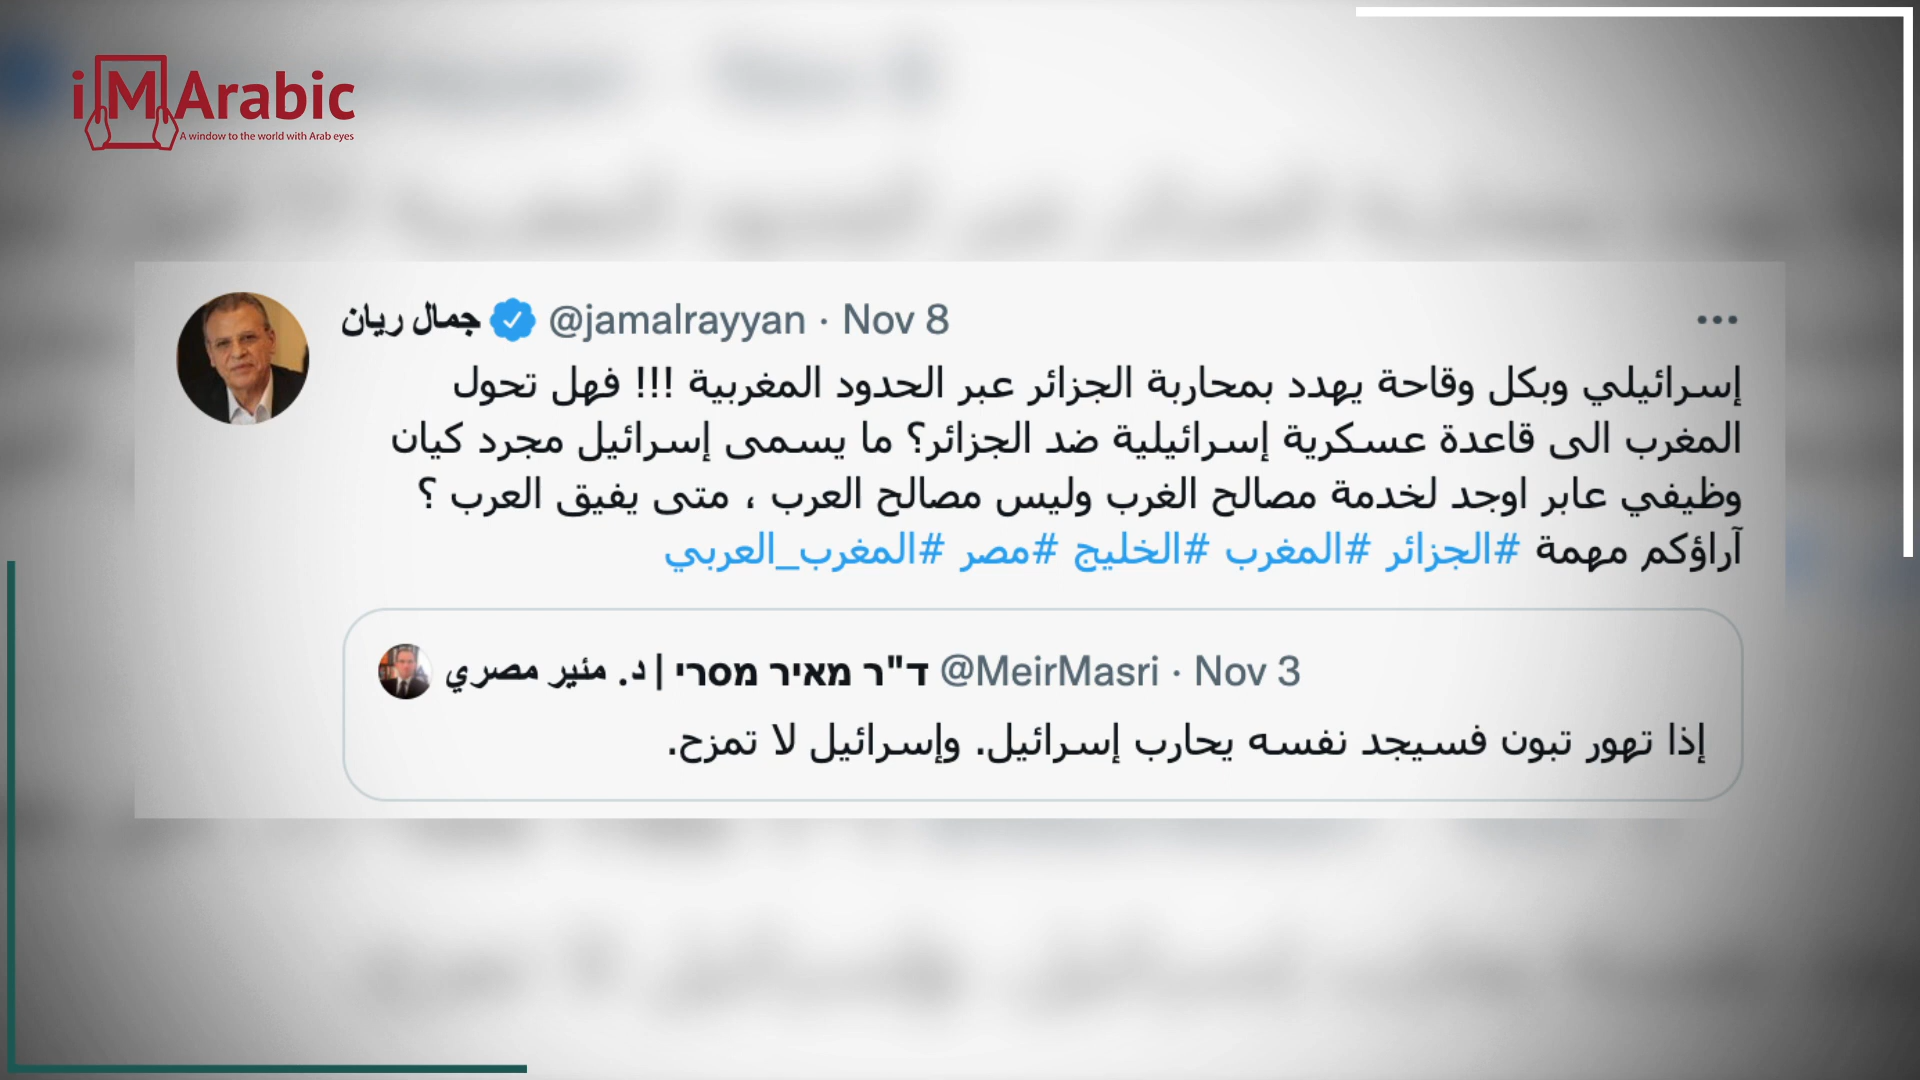 iMArabic
A window to the world with Arab eyes
جمال ريان @jamalrayyan · Nov 8
إسرائيلي وبكل وقاحة يهدد بمحاربة الجزائر عبر الحدود المغربية !!! فهل تحول
المغرب الى قاعدة عسكرية إسرائيلية ضد الجزائر؟ ما يسمى إسرائيل مجرد كيان
وظيفي عابر اوجد لخدمة مصالح الغرب وليس مصالح العرب ، متى يفيق العرب ؟
آراؤكم مهمة #الجزائر #المغرب #الخليج #مصر #المغرب_العربي
ד"ר מאיר מסרי | د. منير مصري @MeirMasri · Nov 3
إذا تهور تبون فسيجد نفسه يحارب إسرائيل. وإسرائيل لا تمزح.